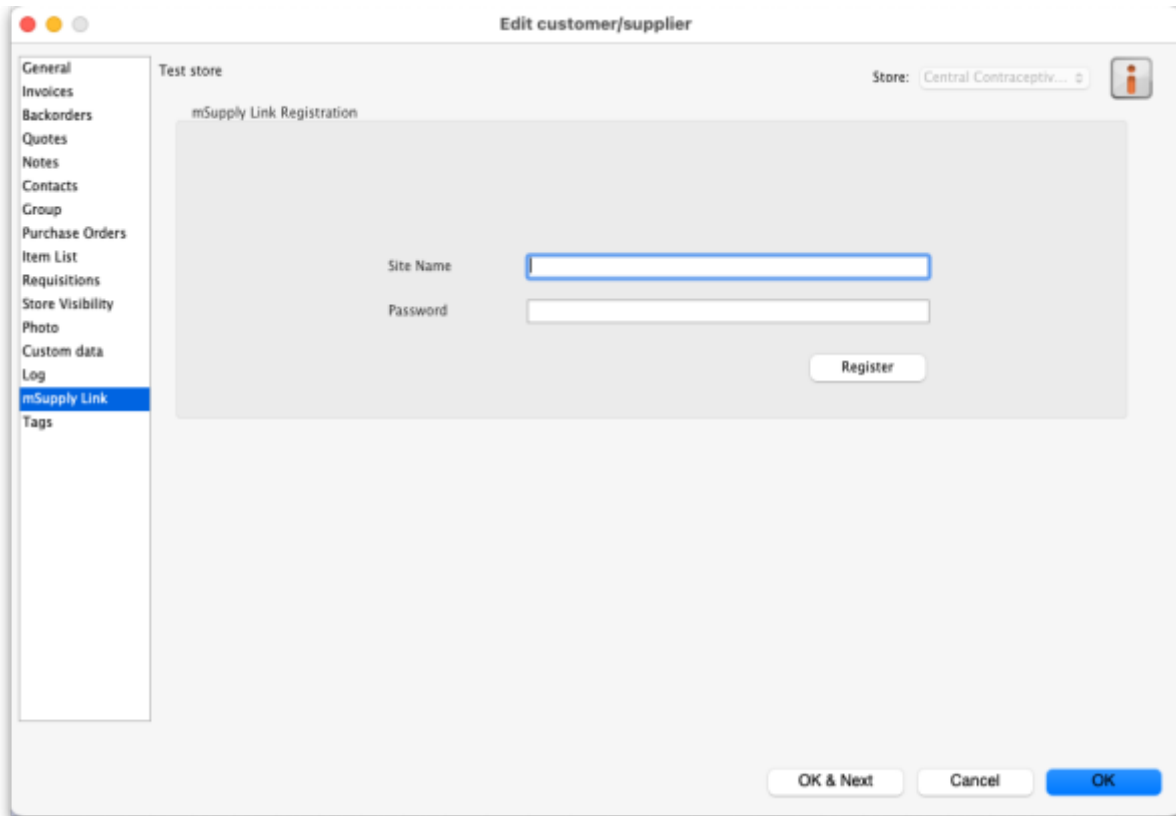 Edit customer/supplier
General
Invoices
Backorders
Quotes
Notes
Contacts
Group
Purchase Orders
Item List
Requisitions
Store Visibility
Photo
Custom data
Log
mSupply Link
Tags
Test store
Store: Central Contraceptiv...
mSupply Link Registration
Site Name
Password
Register
OK & Next Cancel OK